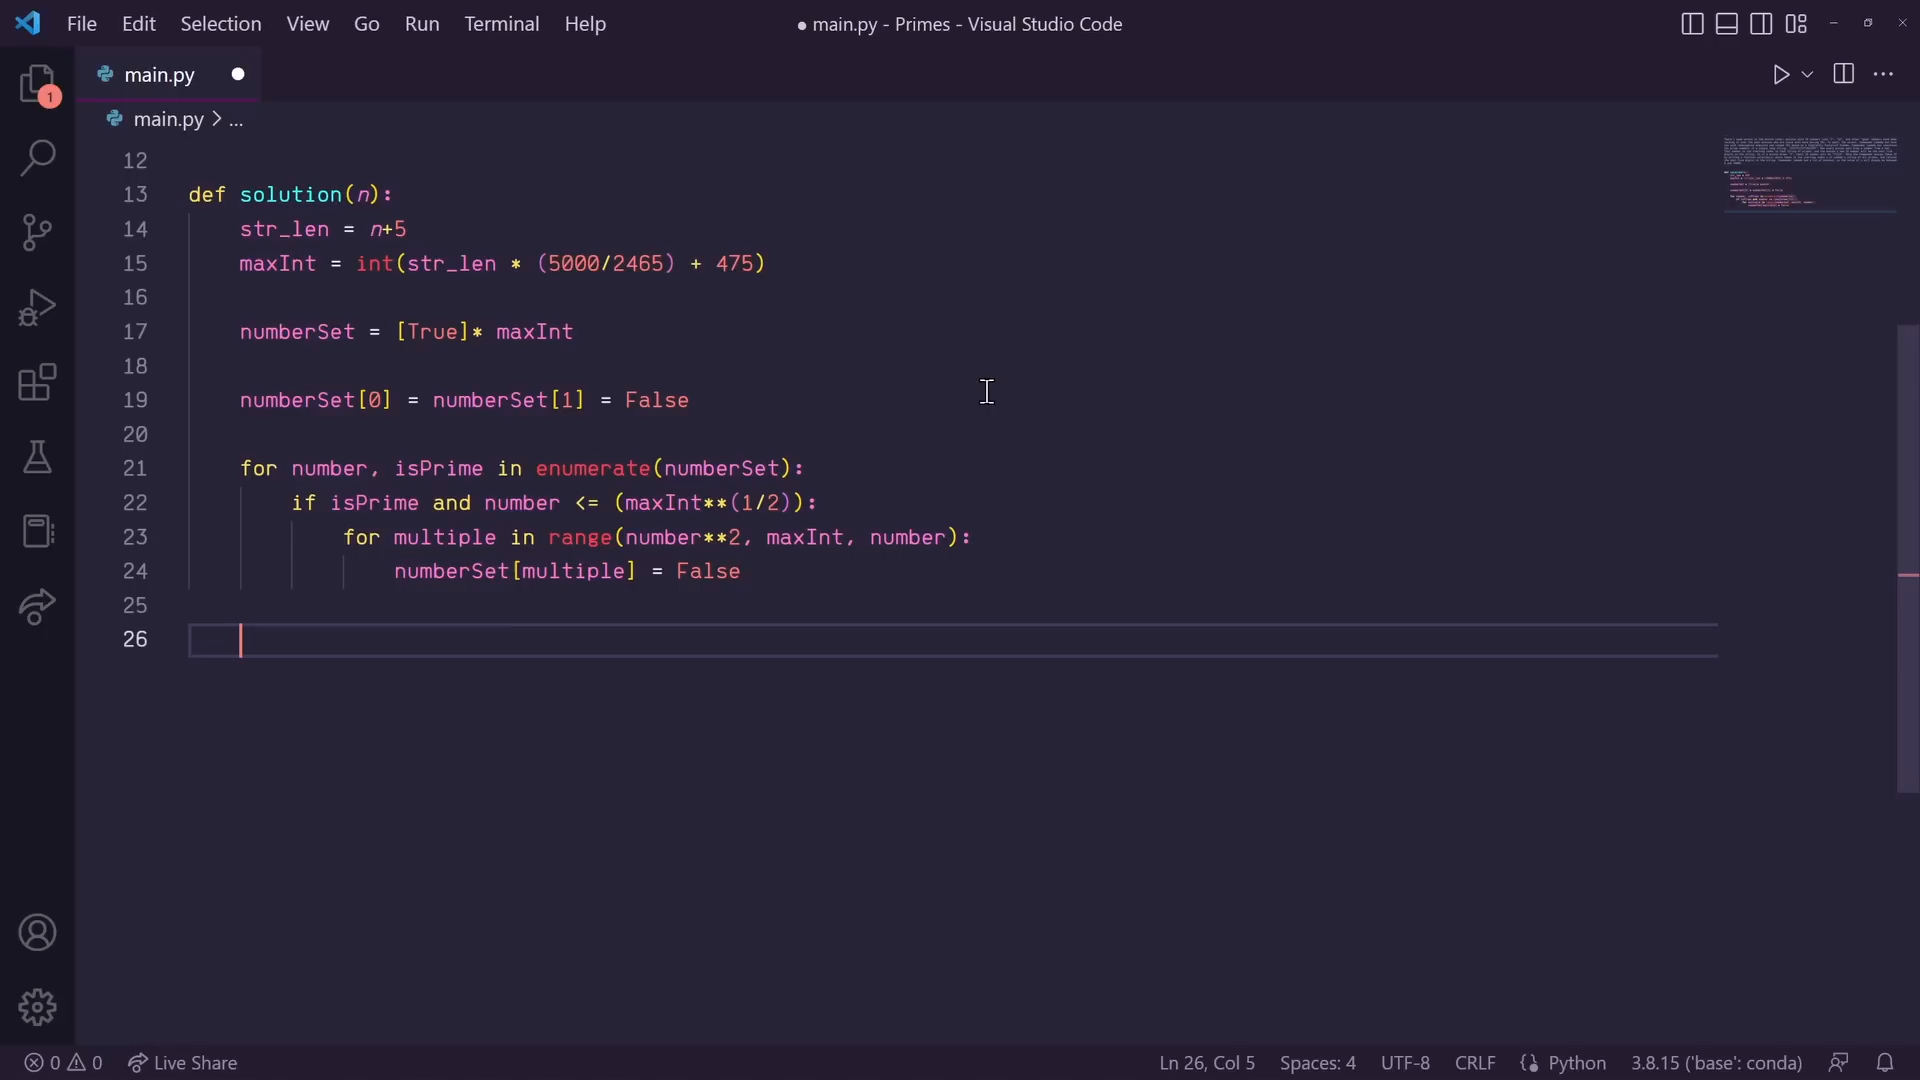 File Edit Selection View Go Run Terminal Help
● main.py - Primes - Visual Studio Code
main.py
1
main.py > ...
12
13 def solution(n):
14 str_len = n+5
15 maxInt = int(str_len * (5000/2465) + 475)
16
17 numberSet = [True]* maxInt
18
19 numberSet[0] = numberSet[1] = False
20
21 for number, isPrime in enumerate(numberSet):
22 if isPrime and number <= (maxInt**(1/2)):
23 for multiple in range(number**2, maxInt, number):
24 numberSet[multiple] = False
25
26
0 0 Live Share Ln 26, Col 5 Spaces: 4 UTF-8 CRLF Python 3.8.15 ('base': conda)